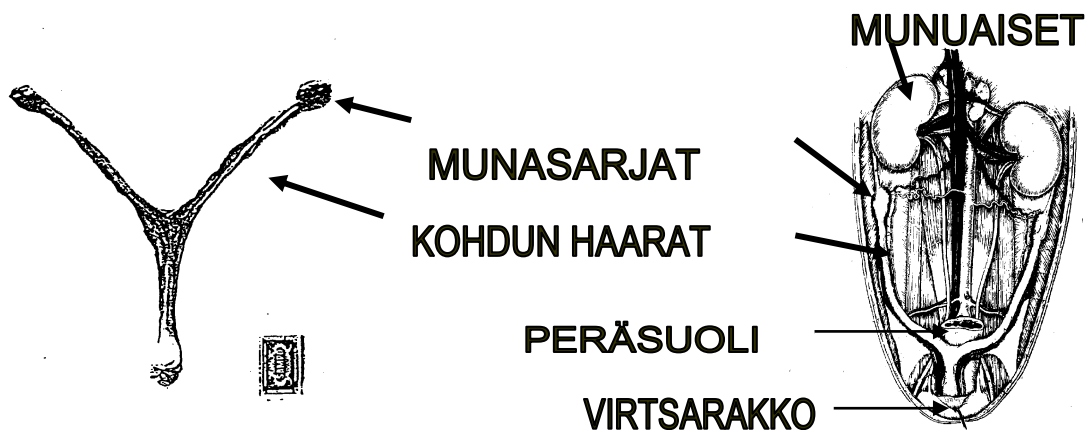 MUNUAISET
MUNASARJAT
KOHDUN HAARAT
PERÄSUOLI
VIRTSARAKKO